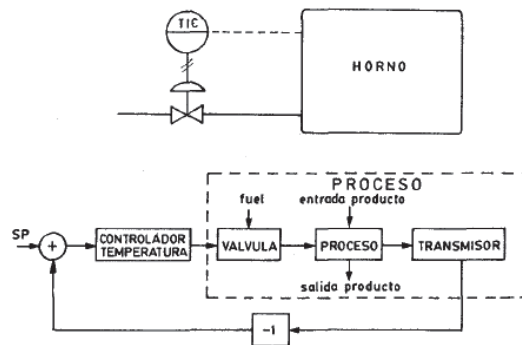 TIC
HORNO
PROCESO
fuel
entrada producto
SP
+
CONTROLADOR
TEMPERATURA
VALVULA
PROCESO
TRANSMISOR
salida producto
-1